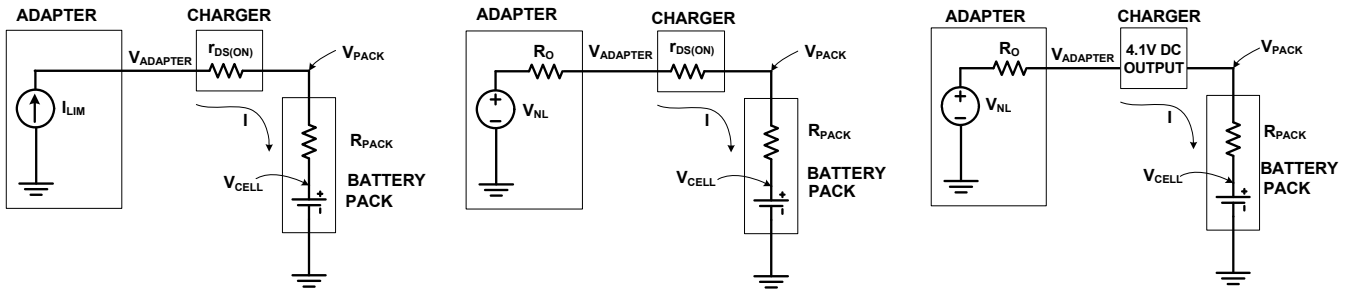 ADAPTER
CHARGER
r_DS(ON)
V_ADAPTER
V_PACK
I_LIM
I
R_PACK
V_CELL
BATTERY
PACK
ADAPTER
CHARGER
R_O
V_ADAPTER
r_DS(ON)
V_PACK
V_NL
I
R_PACK
V_CELL
BATTERY
PACK
ADAPTER
CHARGER
R_O
V_ADAPTER
4.1V DC
OUTPUT
V_PACK
V_NL
I
R_PACK
V_CELL
BATTERY
PACK